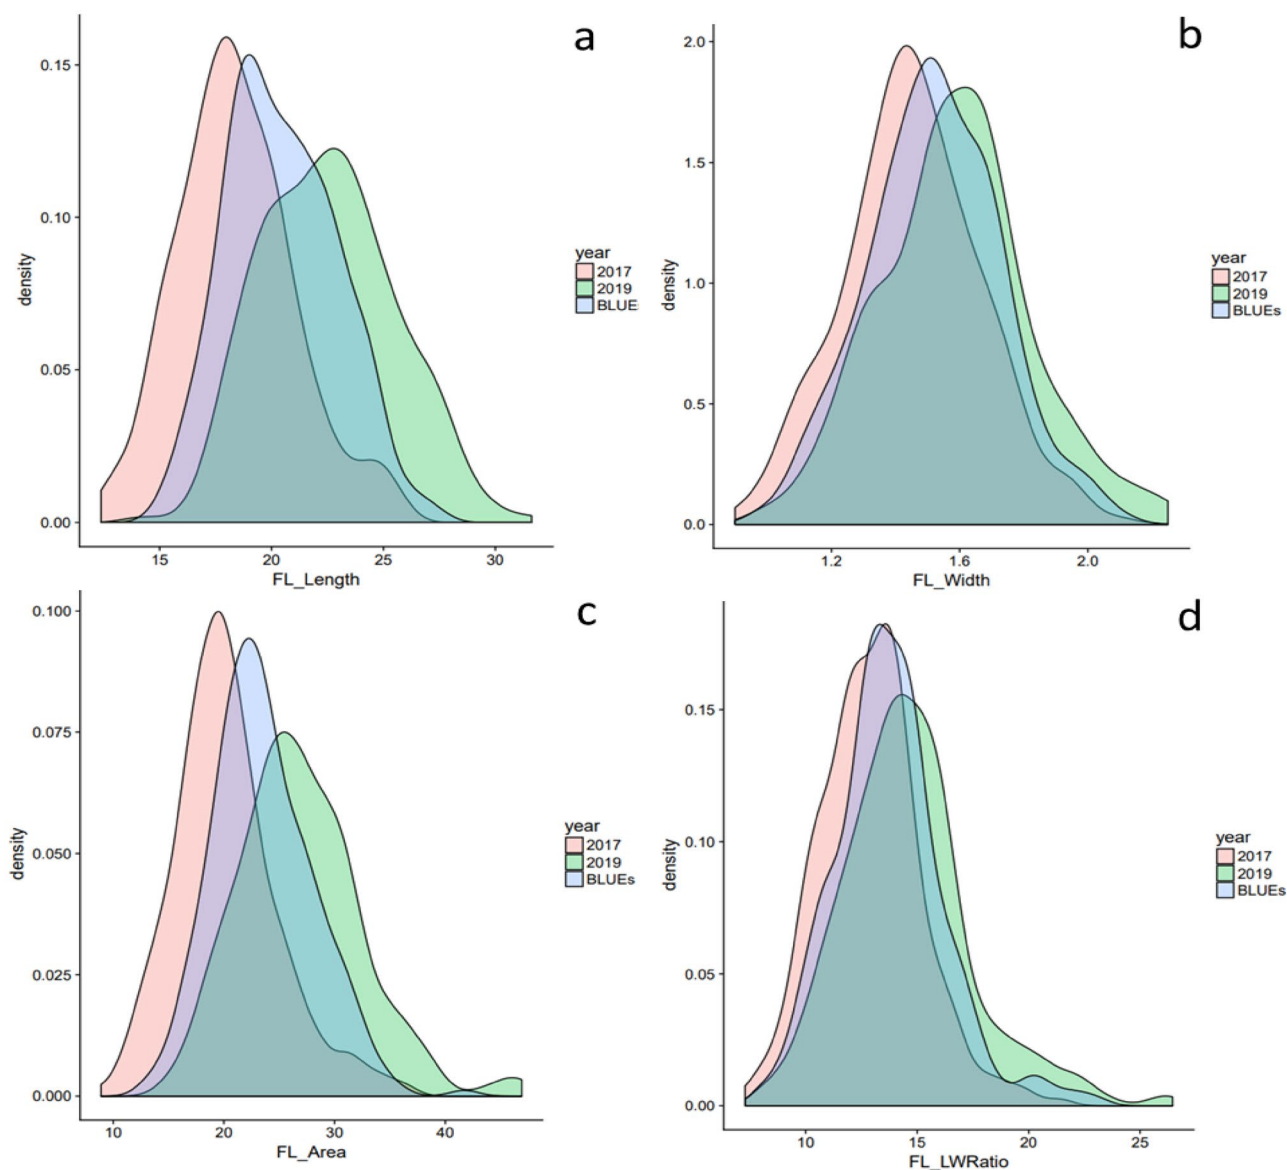 a
0.15
0.10
0.05
0.00
density
15 20 25 30
FL_Length
year
2017
2019
BLUE
b
2.0
1.5
1.0
0.5
0.0
density
1.2 1.6 2.0
FL_Width
year
2017
2019
BLUEs
c
0.100
0.075
0.050
0.025
0.000
density
10 20 30 40
FL_Area
year
2017
2019
BLUEs
d
0.15
0.10
0.05
0.00
density
10 15 20 25
FL_LWRatio
year
2017
2019
BLUEs